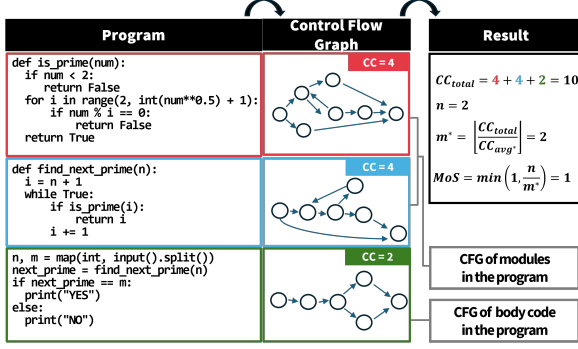 Program
Control Flow
Graph
Result
def is_prime(num):
if num < 2:
return False
for i in range(2, int(num**0.5) + 1):
if num % i == 0:
return False
return True
CC = 4
def find_next_prime(n):
i = n + 1
while True:
if is_prime(i):
return i
i += 1
CC = 4
n, m = map(int, input().split())
next_prime = find_next_prime(n)
if next_prime == m:
print("YES")
else:
print("NO")
CC = 2
CC_total = 4 + 4 + 2 = 10
n = 2
m* = ⌊CC_total / CC_avg*⌋ = 2
MoS = min(1, n/m*) = 1
CFG of modules
in the program
CFG of body code
in the program